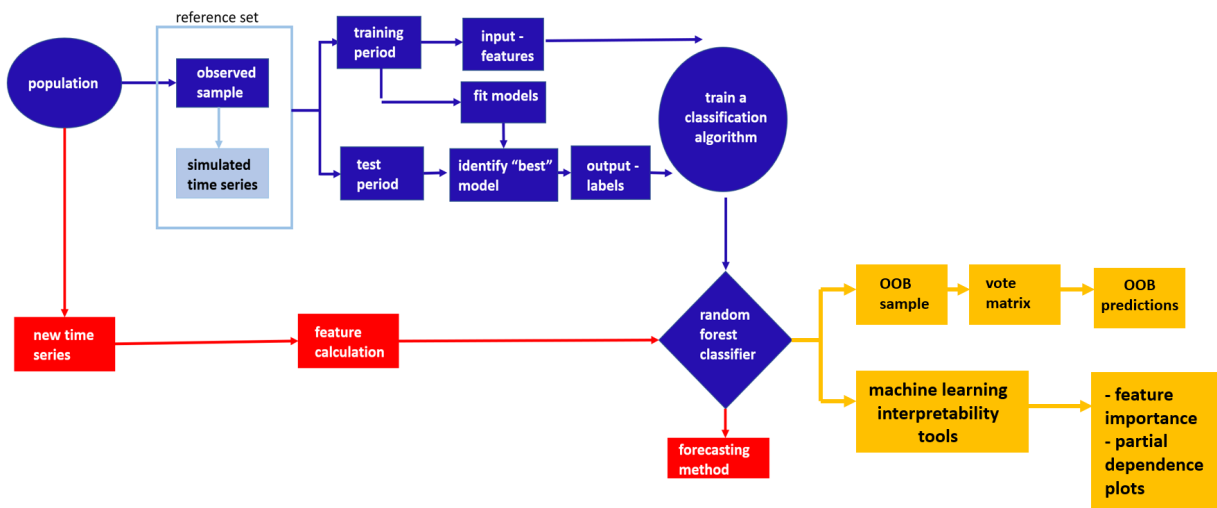 reference set
population
observed
sample
simulated
time series
training
period
input -
features
fit models
test
period
identify “best”
model
output -
labels
train a
classification
algorithm
new time
series
feature
calculation
random
forest
classifier
forecasting
method
OOB
sample
vote
matrix
OOB
predictions
machine learning
interpretability
tools
- feature
importance
- partial
dependence
plots